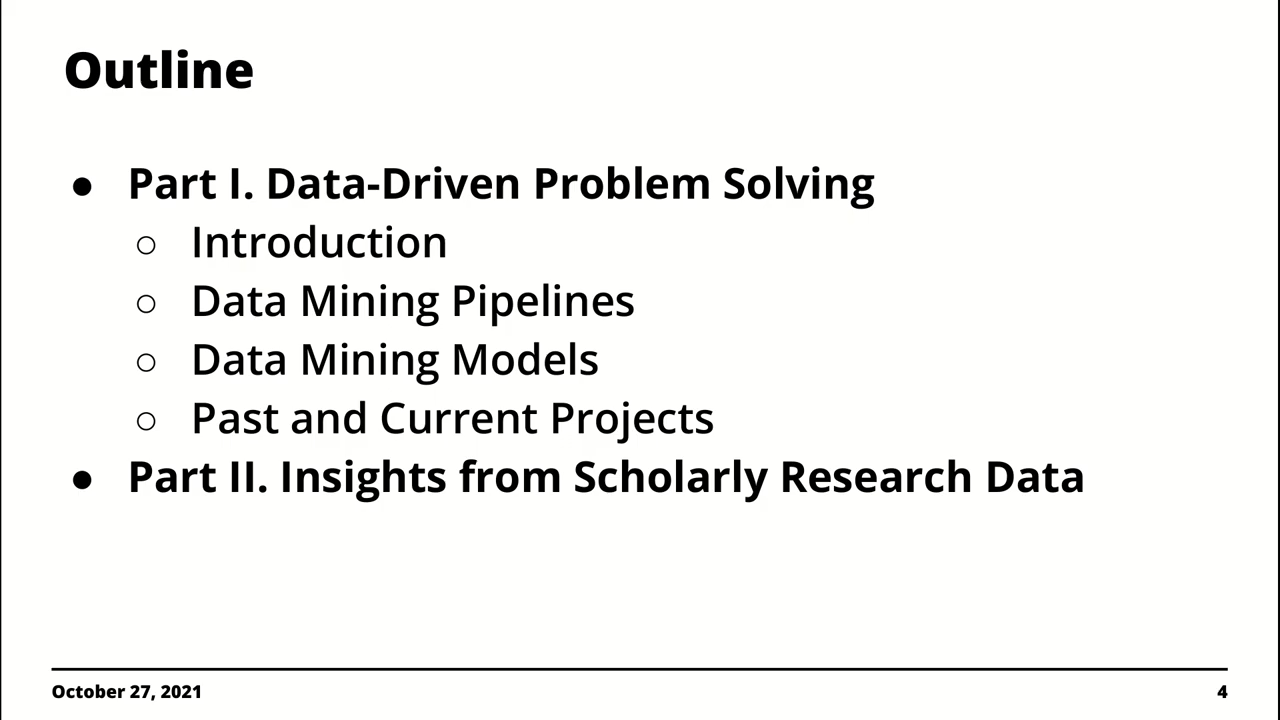 Outline
● Part I. Data-Driven Problem Solving
○ Introduction
○ Data Mining Pipelines
○ Data Mining Models
○ Past and Current Projects
● Part II. Insights from Scholarly Research Data
October 27, 2021
4